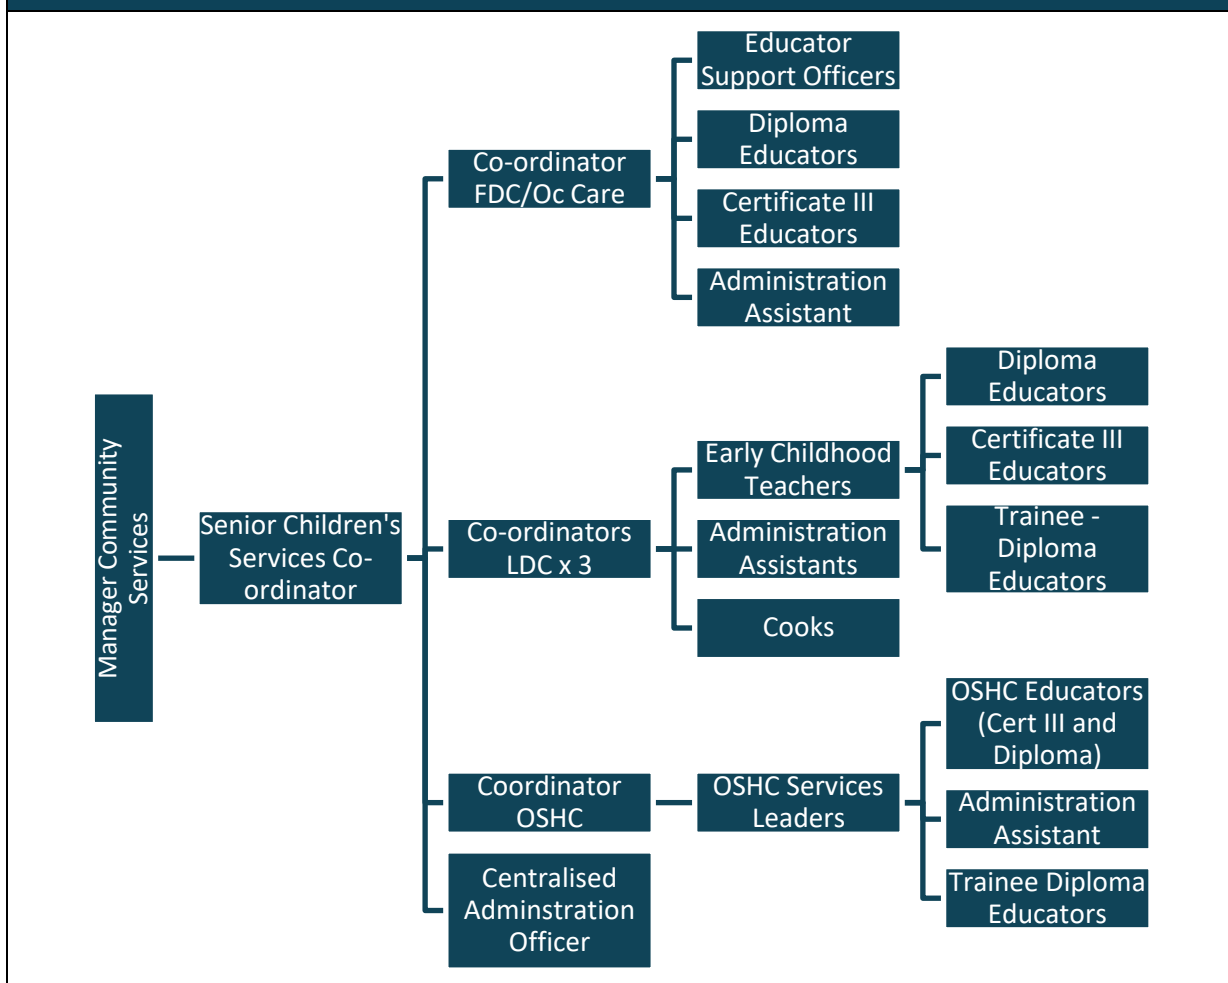 Manager Community
Services
Senior Children's
Services Co-
ordinator
Co-ordinator
FDC/Oc Care
Educator
Support Officers
Diploma
Educators
Certificate III
Educators
Administration
Assistant
Co-ordinators
LDC x 3
Early Childhood
Teachers
Diploma
Educators
Certificate III
Educators
Trainee -
Diploma
Educators
Administration
Assistants
Cooks
Coordinator
OSHC
OSHC Services
Leaders
OSHC Educators
(Cert III and
Diploma)
Administration
Assistant
Trainee Diploma
Educators
Centralised
Adminstration
Officer